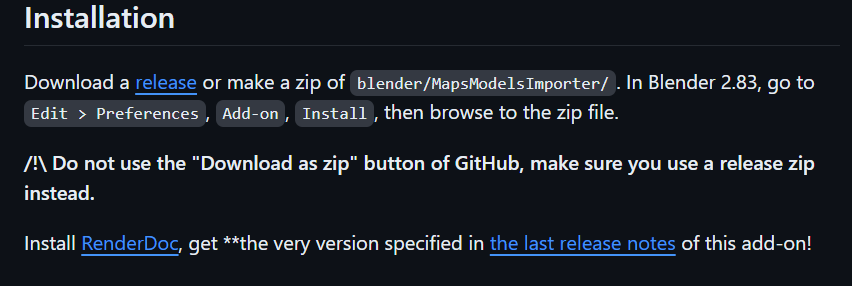 Installation
Download a release or make a zip of blender/MapsModelsImporter/. In Blender 2.83, go to
Edit > Preferences, Add-on, Install, then browse to the zip file.
/!\ Do not use the "Download as zip" button of GitHub, make sure you use a release zip
instead.
Install RenderDoc, get **the very version specified in the last release notes of this add-on!